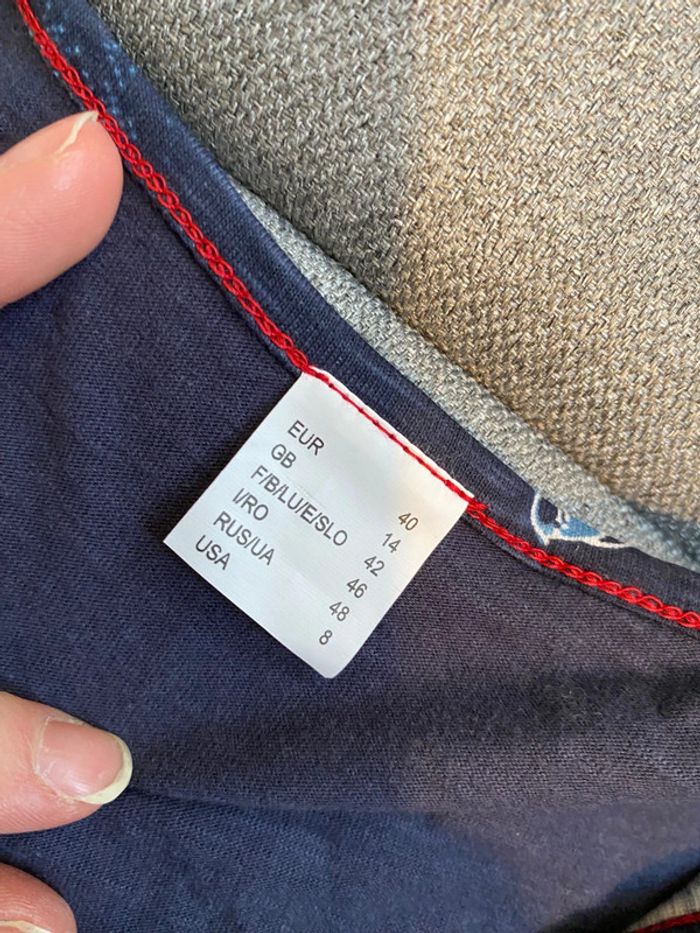 EUR 40
GB 14
F/B/LU/E/SLO 42
I/RO 46
RUS/UA 48
USA 8